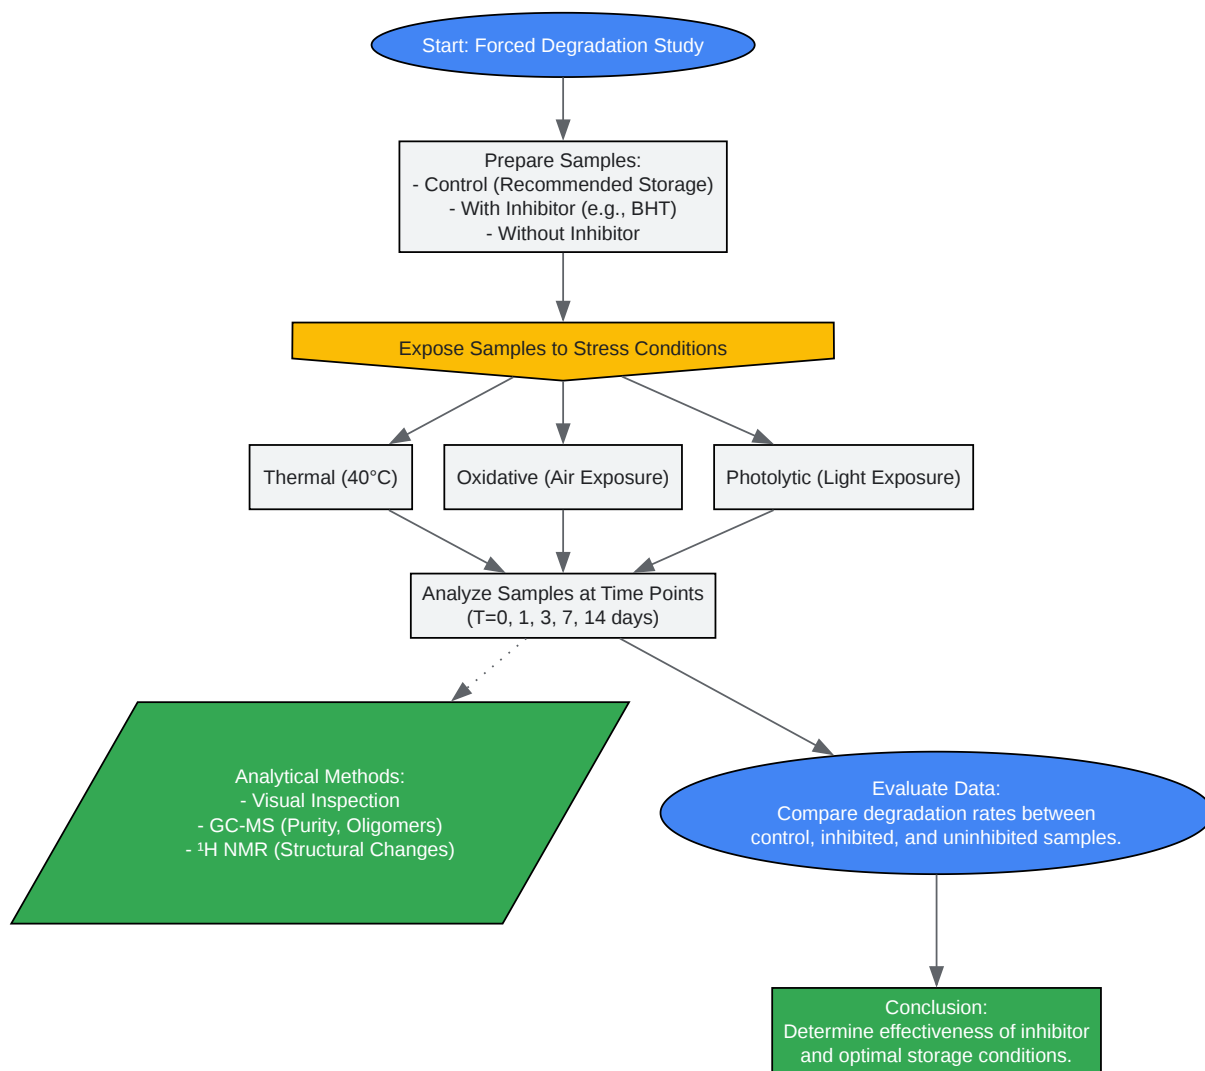 Start: Forced Degradation Study
Prepare Samples:
- Control (Recommended Storage)
- With Inhibitor (e.g., BHT)
- Without Inhibitor
Expose Samples to Stress Conditions
Thermal (40°C)
Oxidative (Air Exposure)
Photolytic (Light Exposure)
Analyze Samples at Time Points
(T=0, 1, 3, 7, 14 days)
Analytical Methods:
- Visual Inspection
- GC-MS (Purity, Oligomers)
- ¹H NMR (Structural Changes)
Evaluate Data:
Compare degradation rates between
control, inhibited, and uninhibited samples.
Conclusion:
Determine effectiveness of inhibitor
and optimal storage conditions.